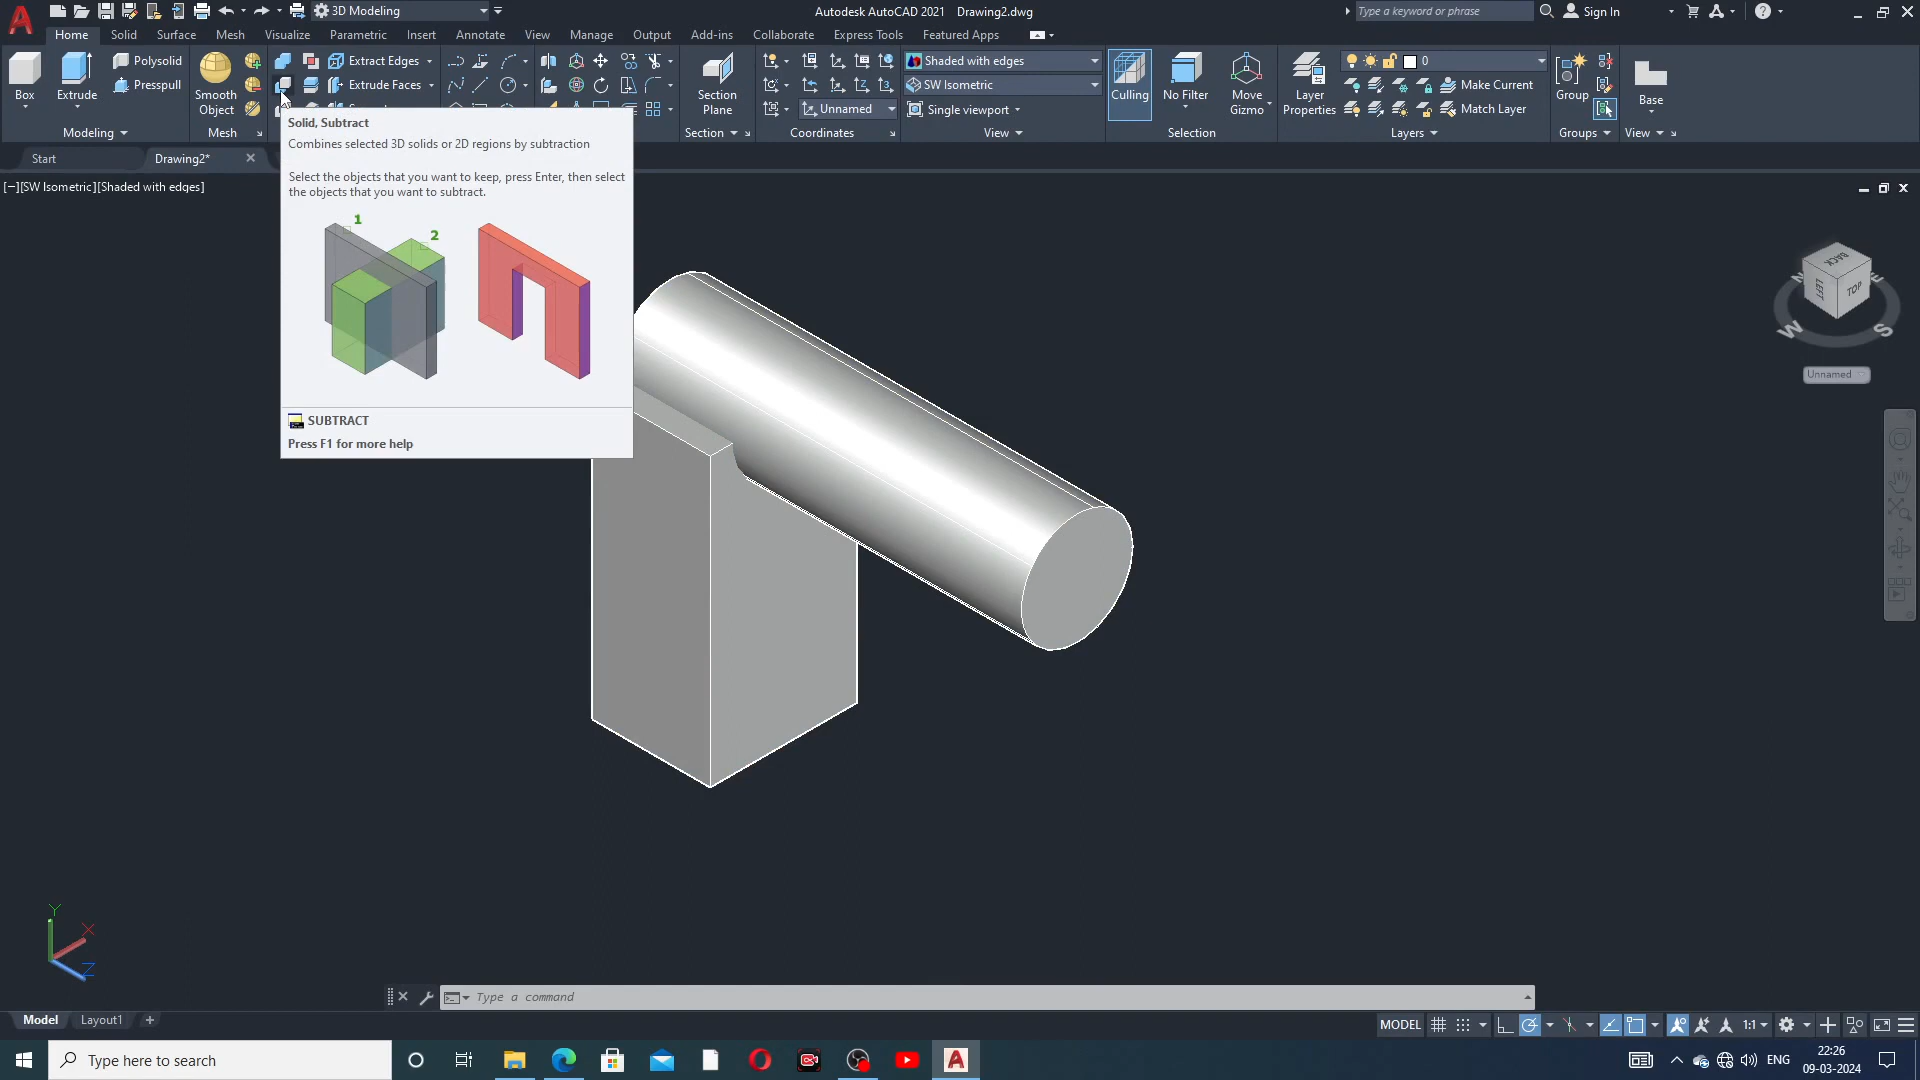 3D Modeling
Autodesk AutoCAD 2021 Drawing2.dwg
Type a keyword or phrase
Sign In
Home Solid Surface Mesh Visualize Parametric Insert Annotate View Manage Output Add-ins Collaborate Express Tools Featured Apps
Box
Extrude
Polysolid
Presspull
Modeling
Smooth
Object
Mesh
Extract Edges
Extrude Faces
Section
Plane
Section
Unnamed
Coordinates
Shaded with edges
SW Isometric
Single viewport
View
Culling
No Filter
Move
Gizmo
Selection
Layer
Properties
0
Make Current
Match Layer
Layers
Group
Groups
Base
View
Start
Drawing2*
[−][SW Isometric][Shaded with edges]
Solid, Subtract
Combines selected 3D solids or 2D regions by subtraction
Select the objects that you want to keep, press Enter, then select
the objects that you want to subtract.
1
2
SUBTRACT
Press F1 for more help
BACK
LEFT
TOP
N
E
W
S
Unnamed
Y
X
Z
Type a command
Model
Layout1
MODEL
1:1
Type here to search
ENG
22:26
09-03-2024